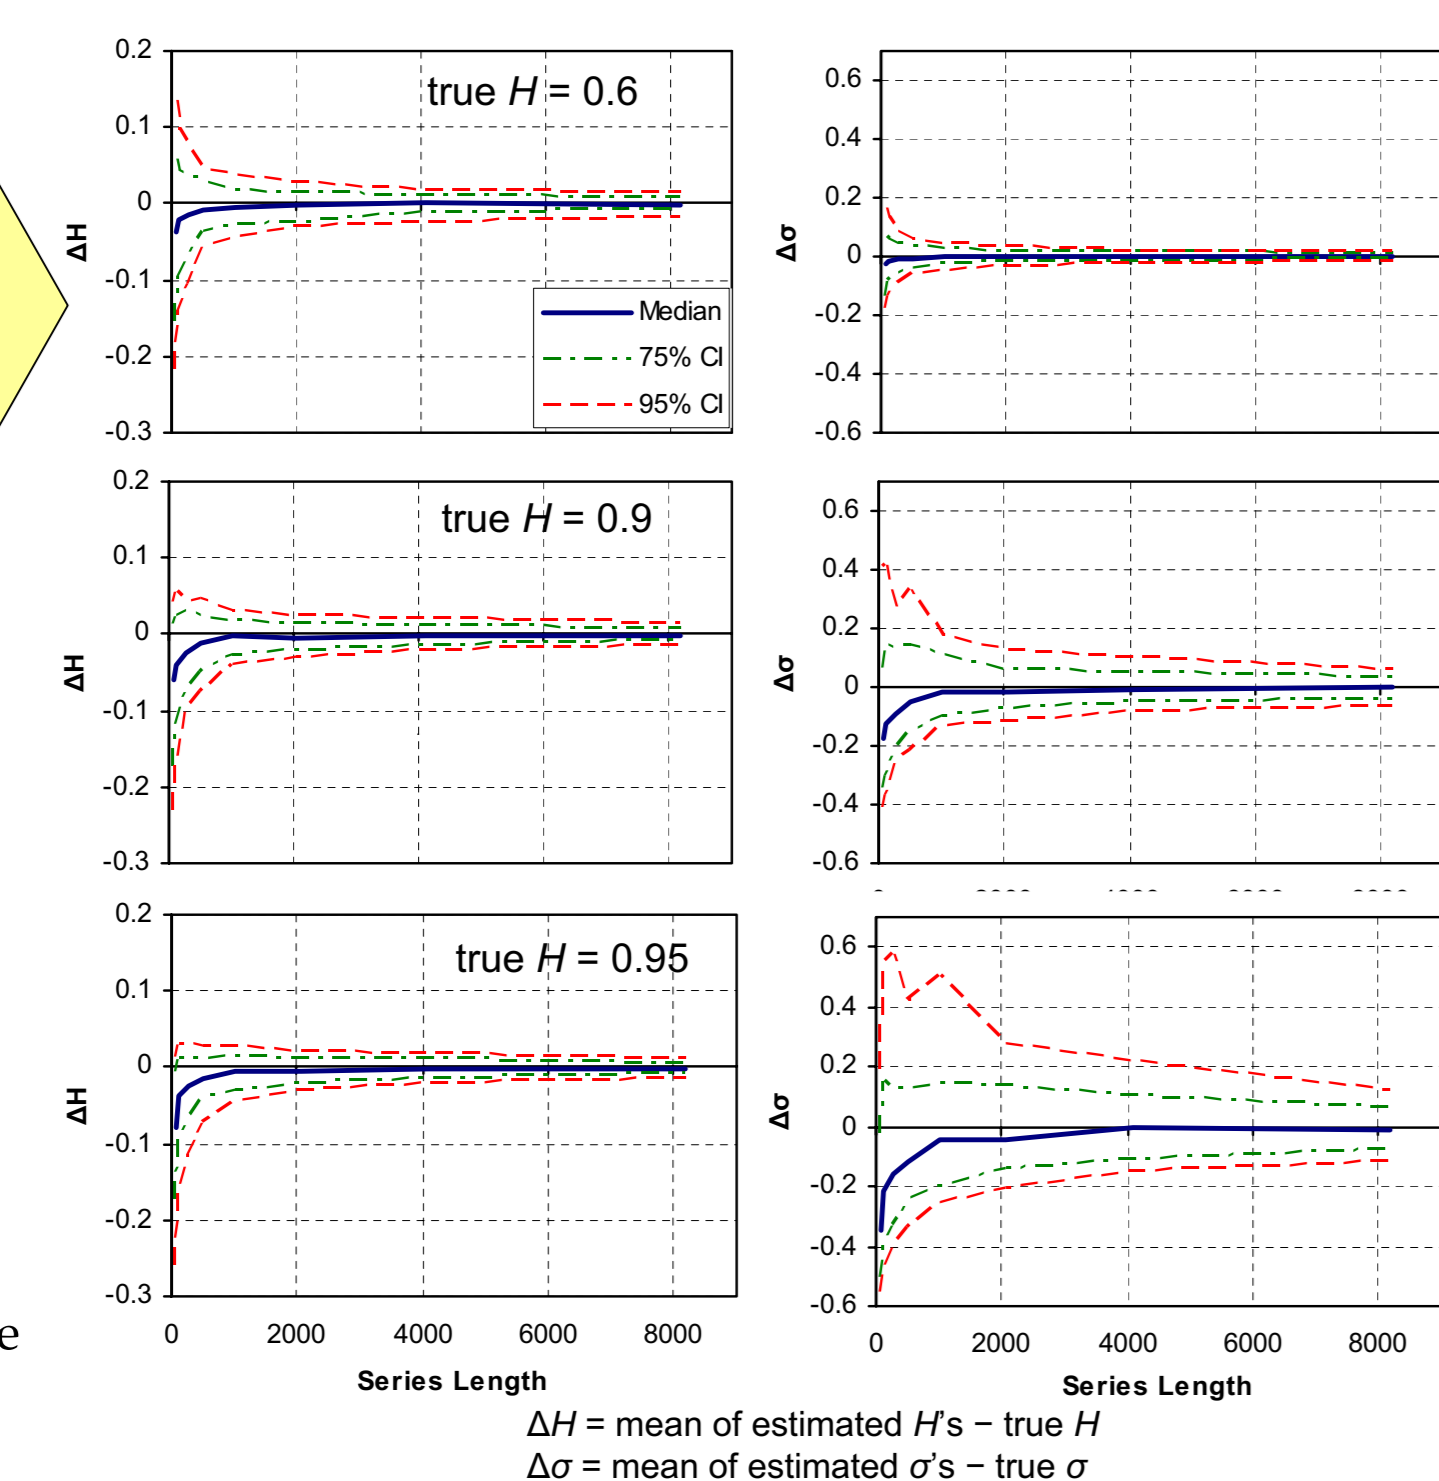 0.2
0.1
0
-0.1
-0.2
-0.3
ΔH
true H = 0.6
Median
75% CI
95% CI
0.6
0.4
0.2
0
-0.2
-0.4
-0.6
Δσ
0.2
0.1
0
-0.1
-0.2
-0.3
ΔH
true H = 0.9
0.6
0.4
0.2
0
-0.2
-0.4
-0.6
Δσ
0.2
0.1
0
-0.1
-0.2
-0.3
ΔH
true H = 0.95
0 2000 4000 6000 8000
Series Length
0.6
0.4
0.2
0
-0.2
-0.4
-0.6
Δσ
0 2000 4000 6000 8000
Series Length
e
ΔH = mean of estimated H's − true H
Δσ = mean of estimated σ's − true σ